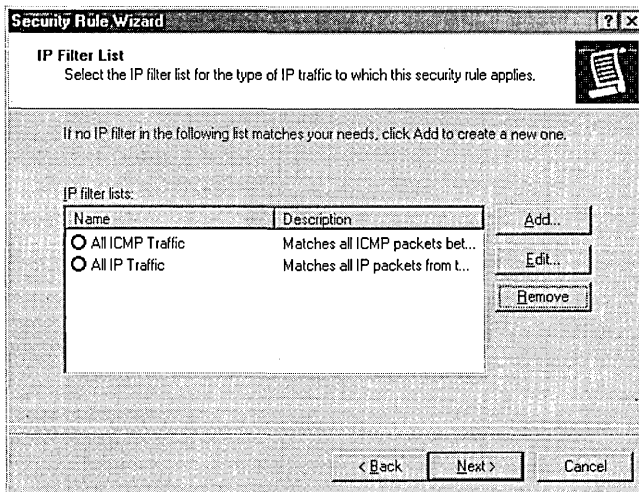 Security Rule Wizard
IP Filter List
Select the IP filter list for the type of IP traffic to which this security rule applies.
If no IP filter in the following list matches your needs, click Add to create a new one.
IP filter lists:
Name Description
All ICMP Traffic Matches all ICMP packets bet...
All IP Traffic Matches all IP packets from t...
Add...
Edit...
Remove
< Back Next > Cancel